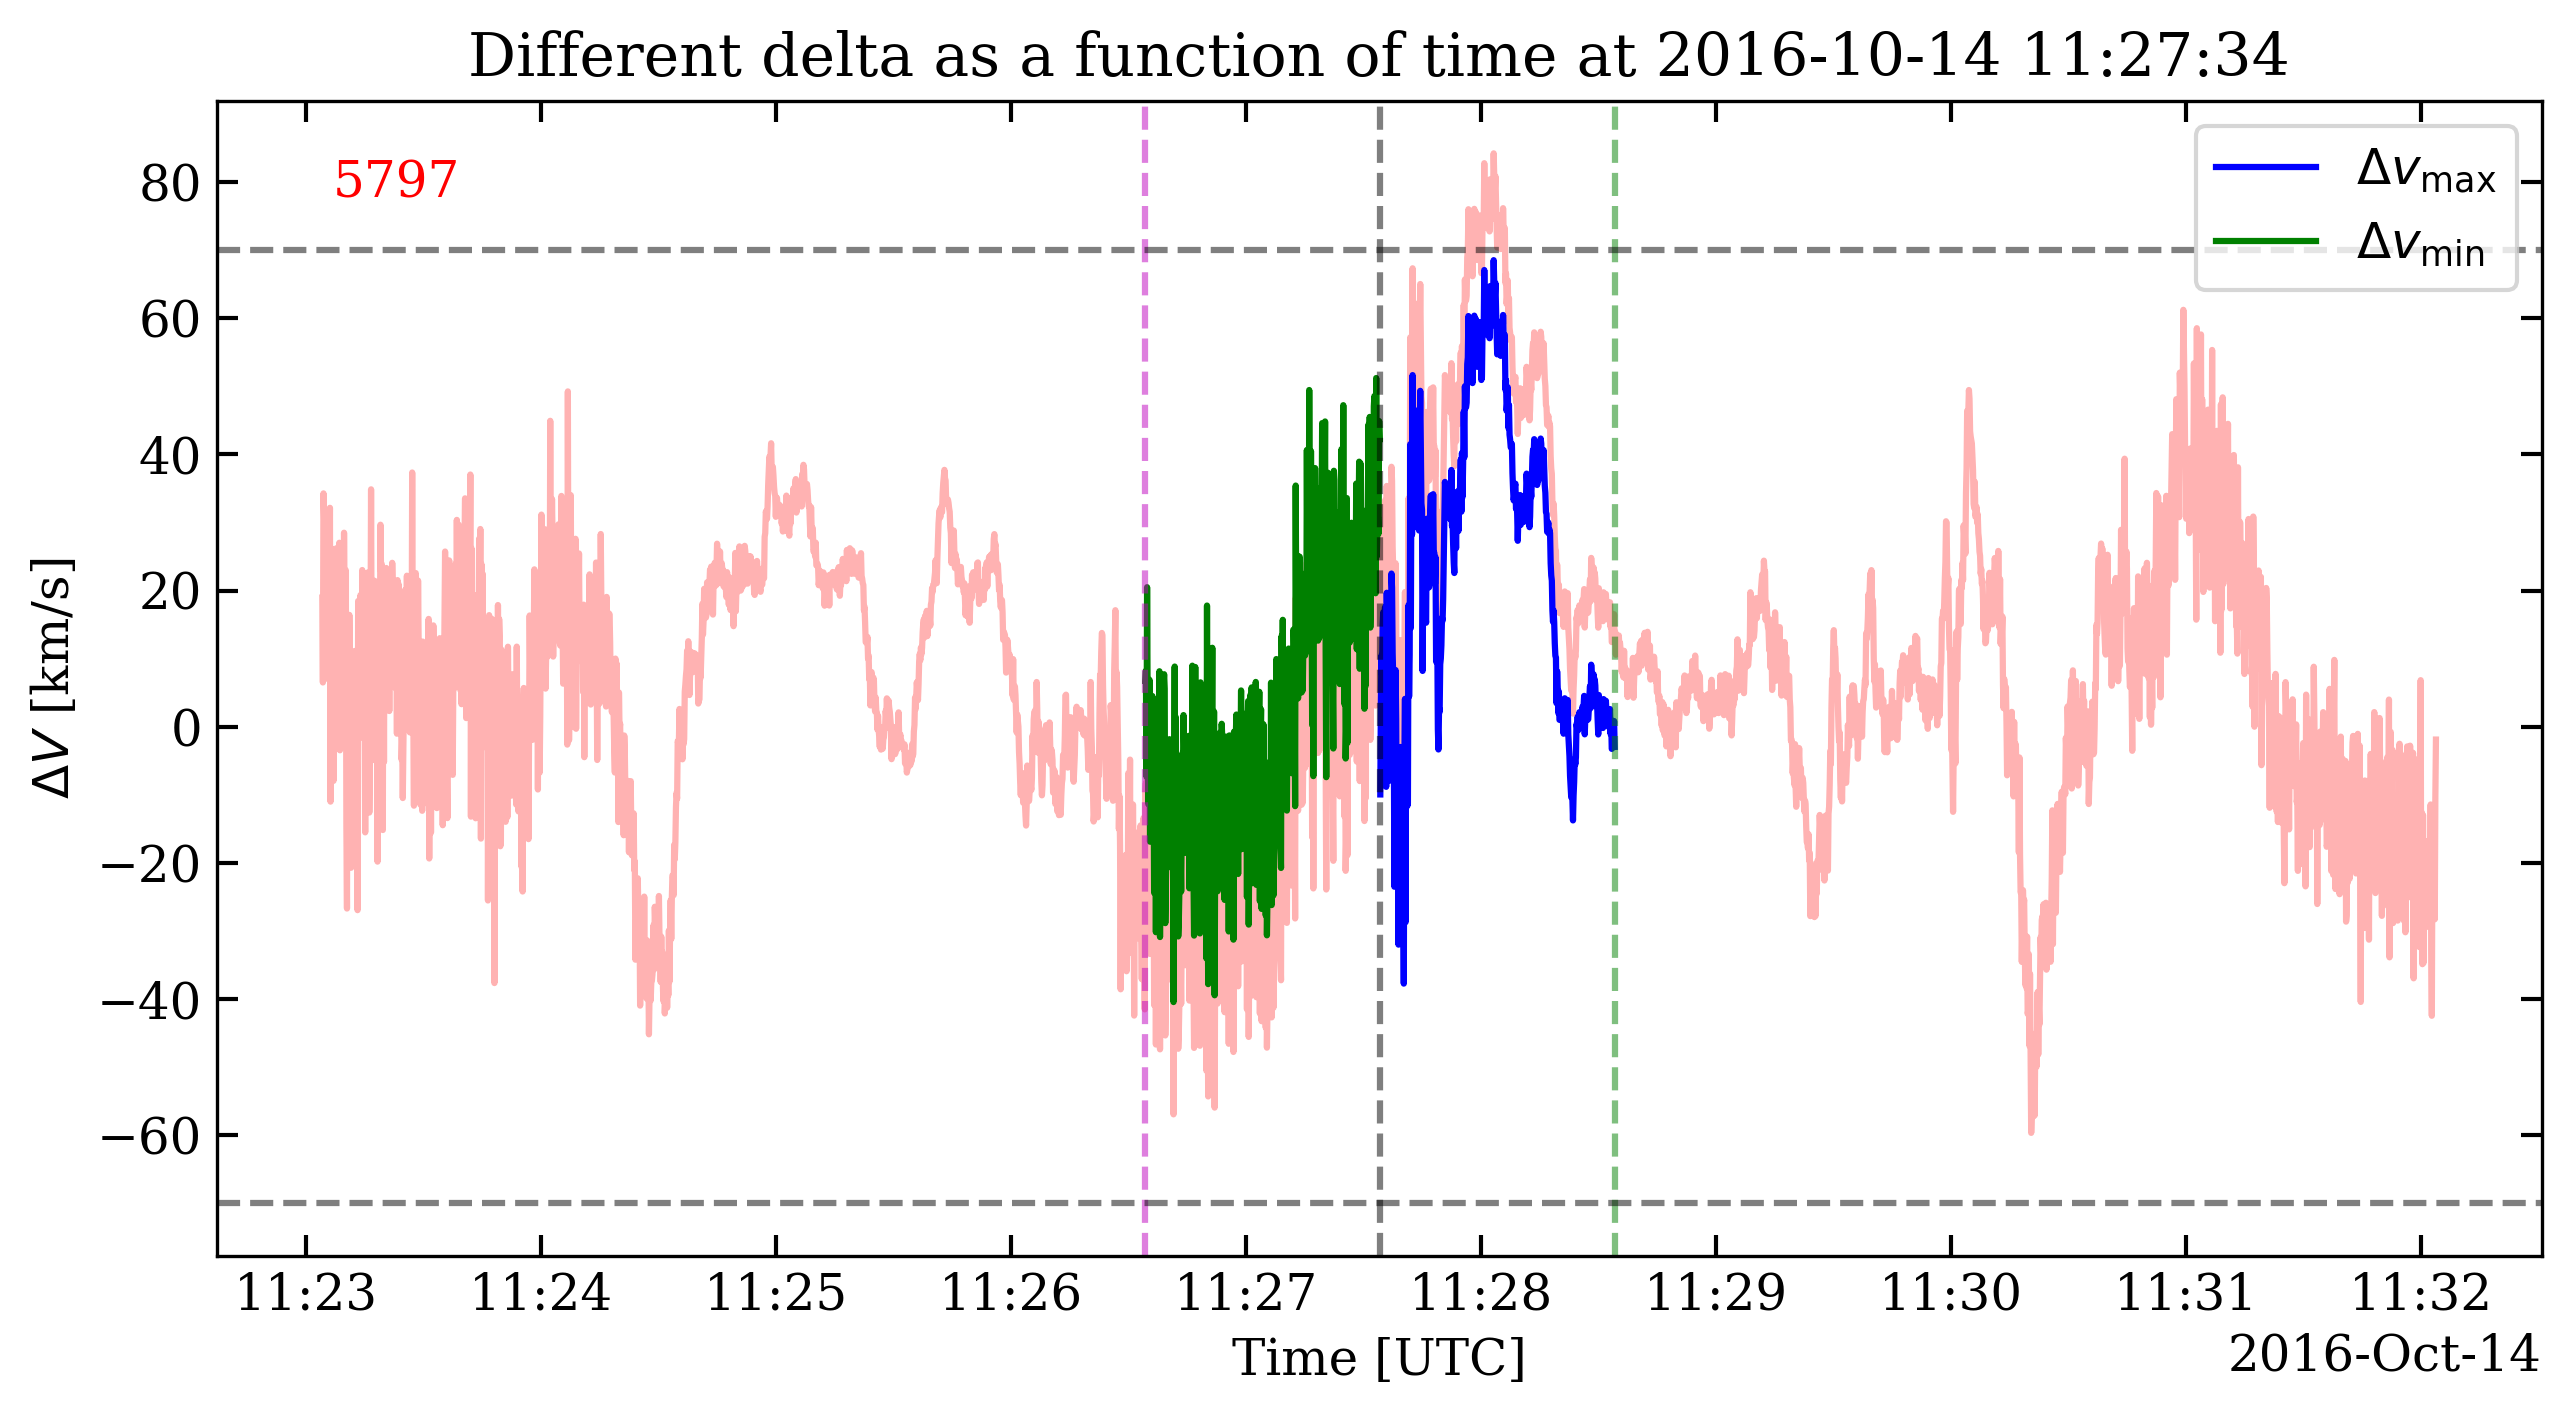 Different delta as a function of time at 2016-10-14 11:27:34
5797
Δv_max
Δv_min
80
60
40
20
0
−20
−40
−60
ΔV [km/s]
11:23 11:24 11:25 11:26 11:27 11:28 11:29 11:30 11:31 11:32
Time [UTC]
2016-Oct-14